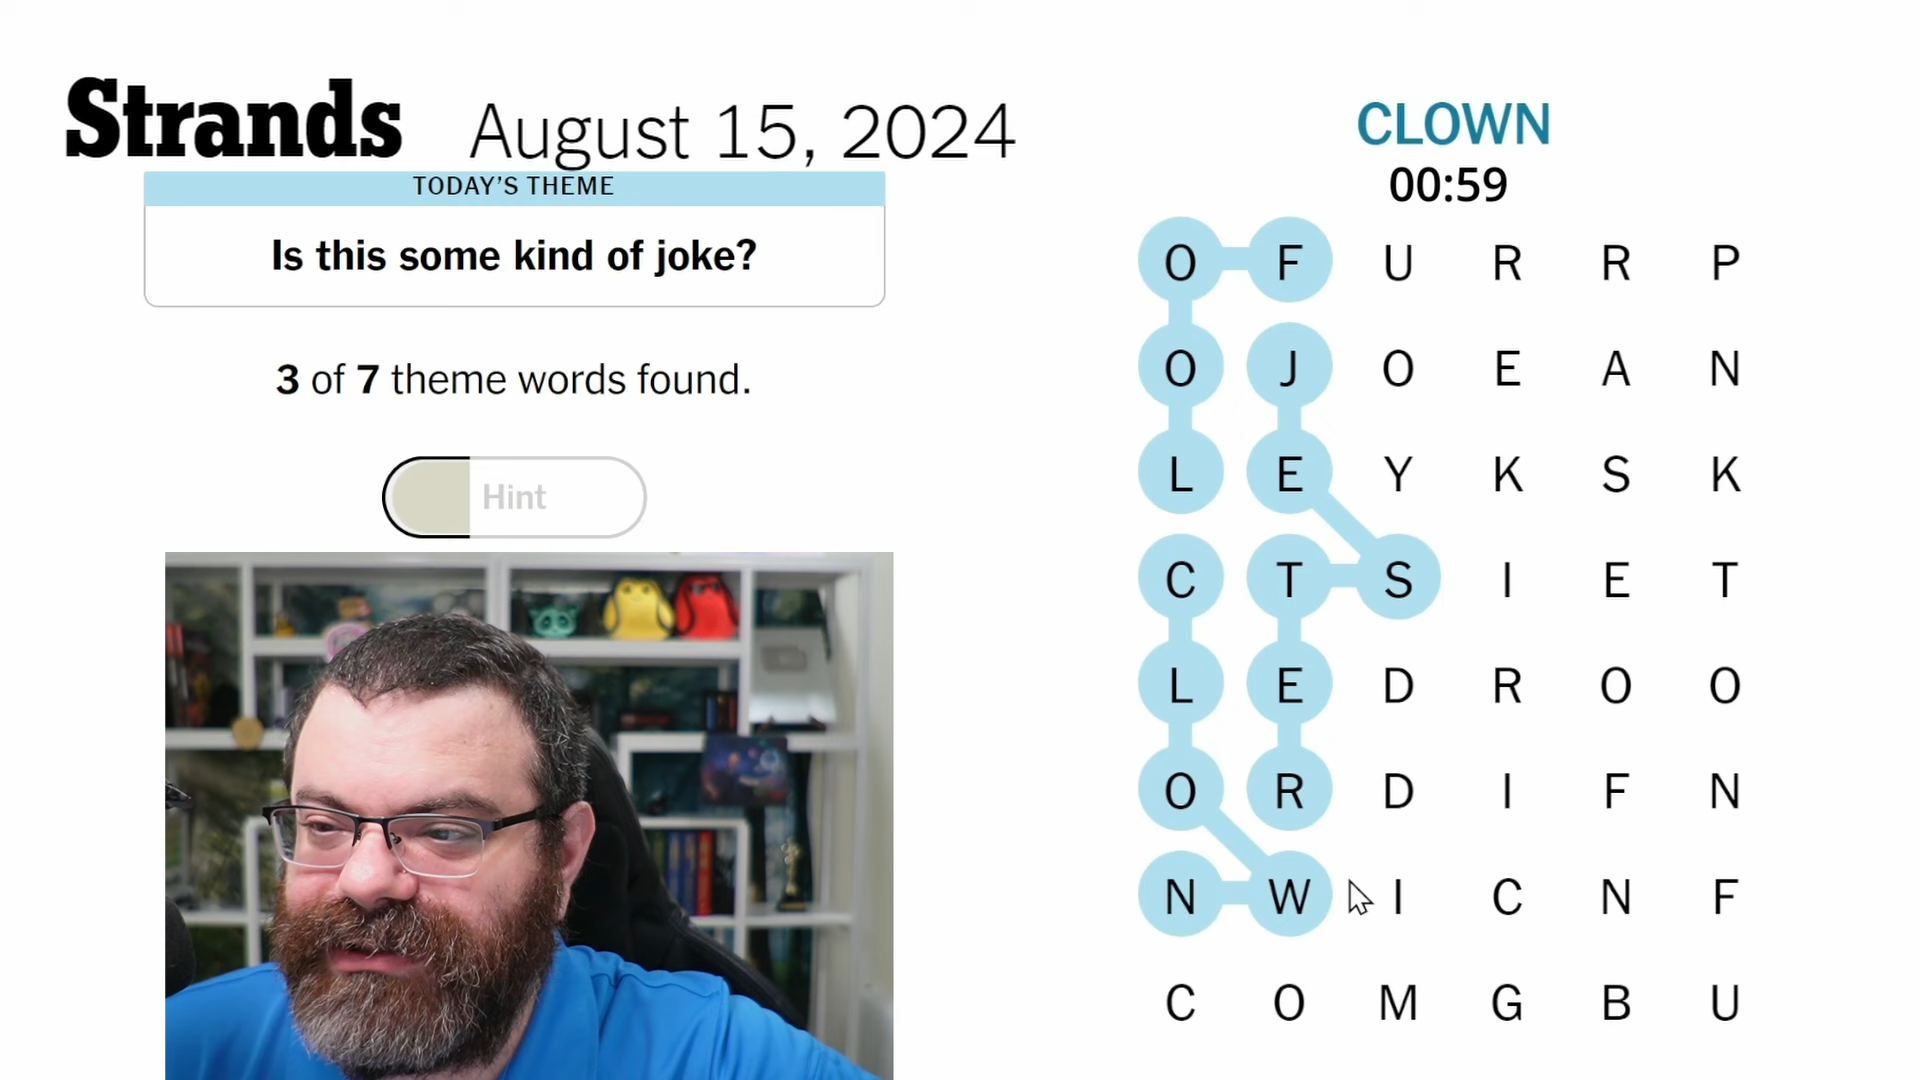 Strands August 15, 2024
TODAY'S THEME
Is this some kind of joke?
3 of 7 theme words found.
Hint
CLOWN
00:59
O F U R R P
O J O E A N
L E Y K S K
C T S I E T
L E D R O O
O R D I F N
N W I C N F
C O M G B U